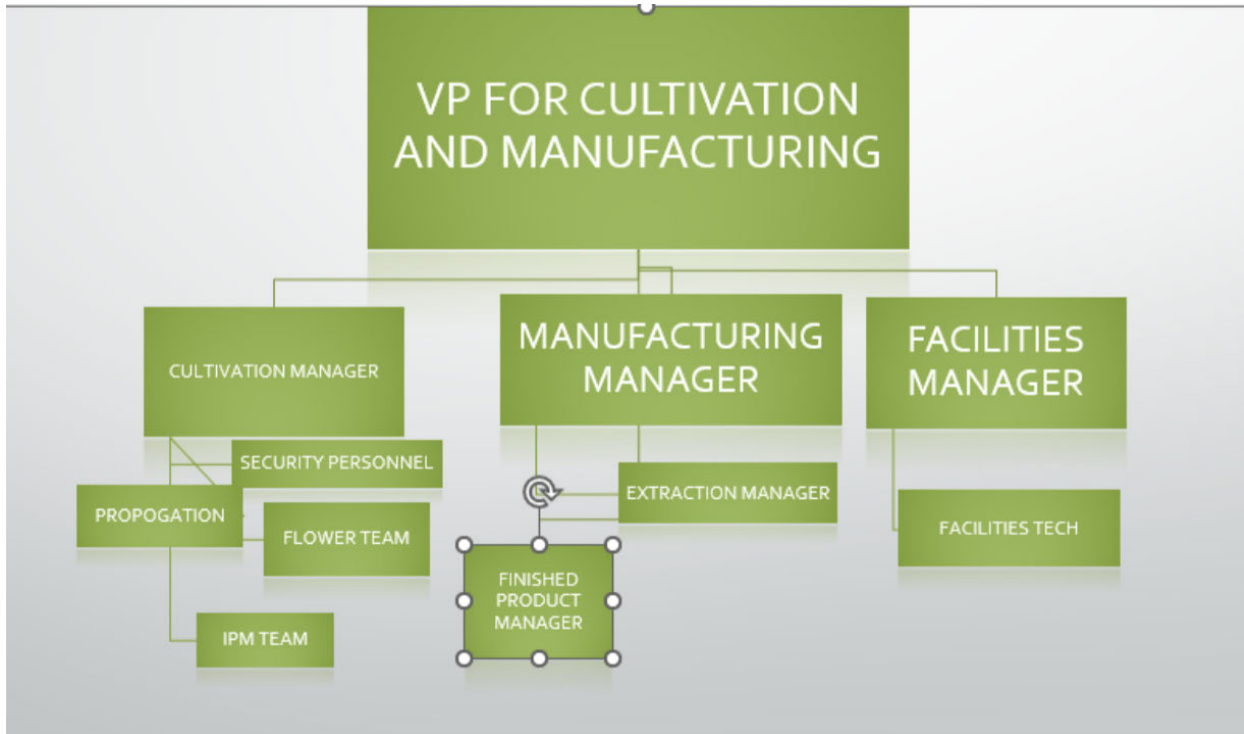 VP FOR CULTIVATION
AND MANUFACTURING
CULTIVATION MANAGER
MANUFACTURING
MANAGER
FACILITIES
MANAGER
SECURITY PERSONNEL
PROPOGATION
FLOWER TEAM
IPM TEAM
EXTRACTION MANAGER
FINISHED
PRODUCT
MANAGER
FACILITIES TECH